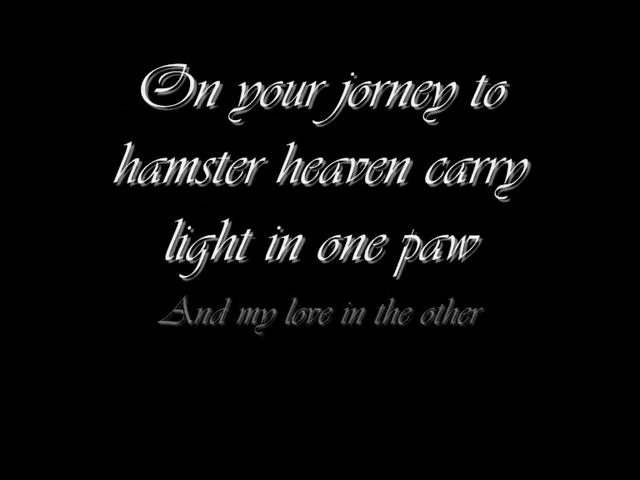 On your jorney to
hamster heaven carry
light in one paw
And my love in the other